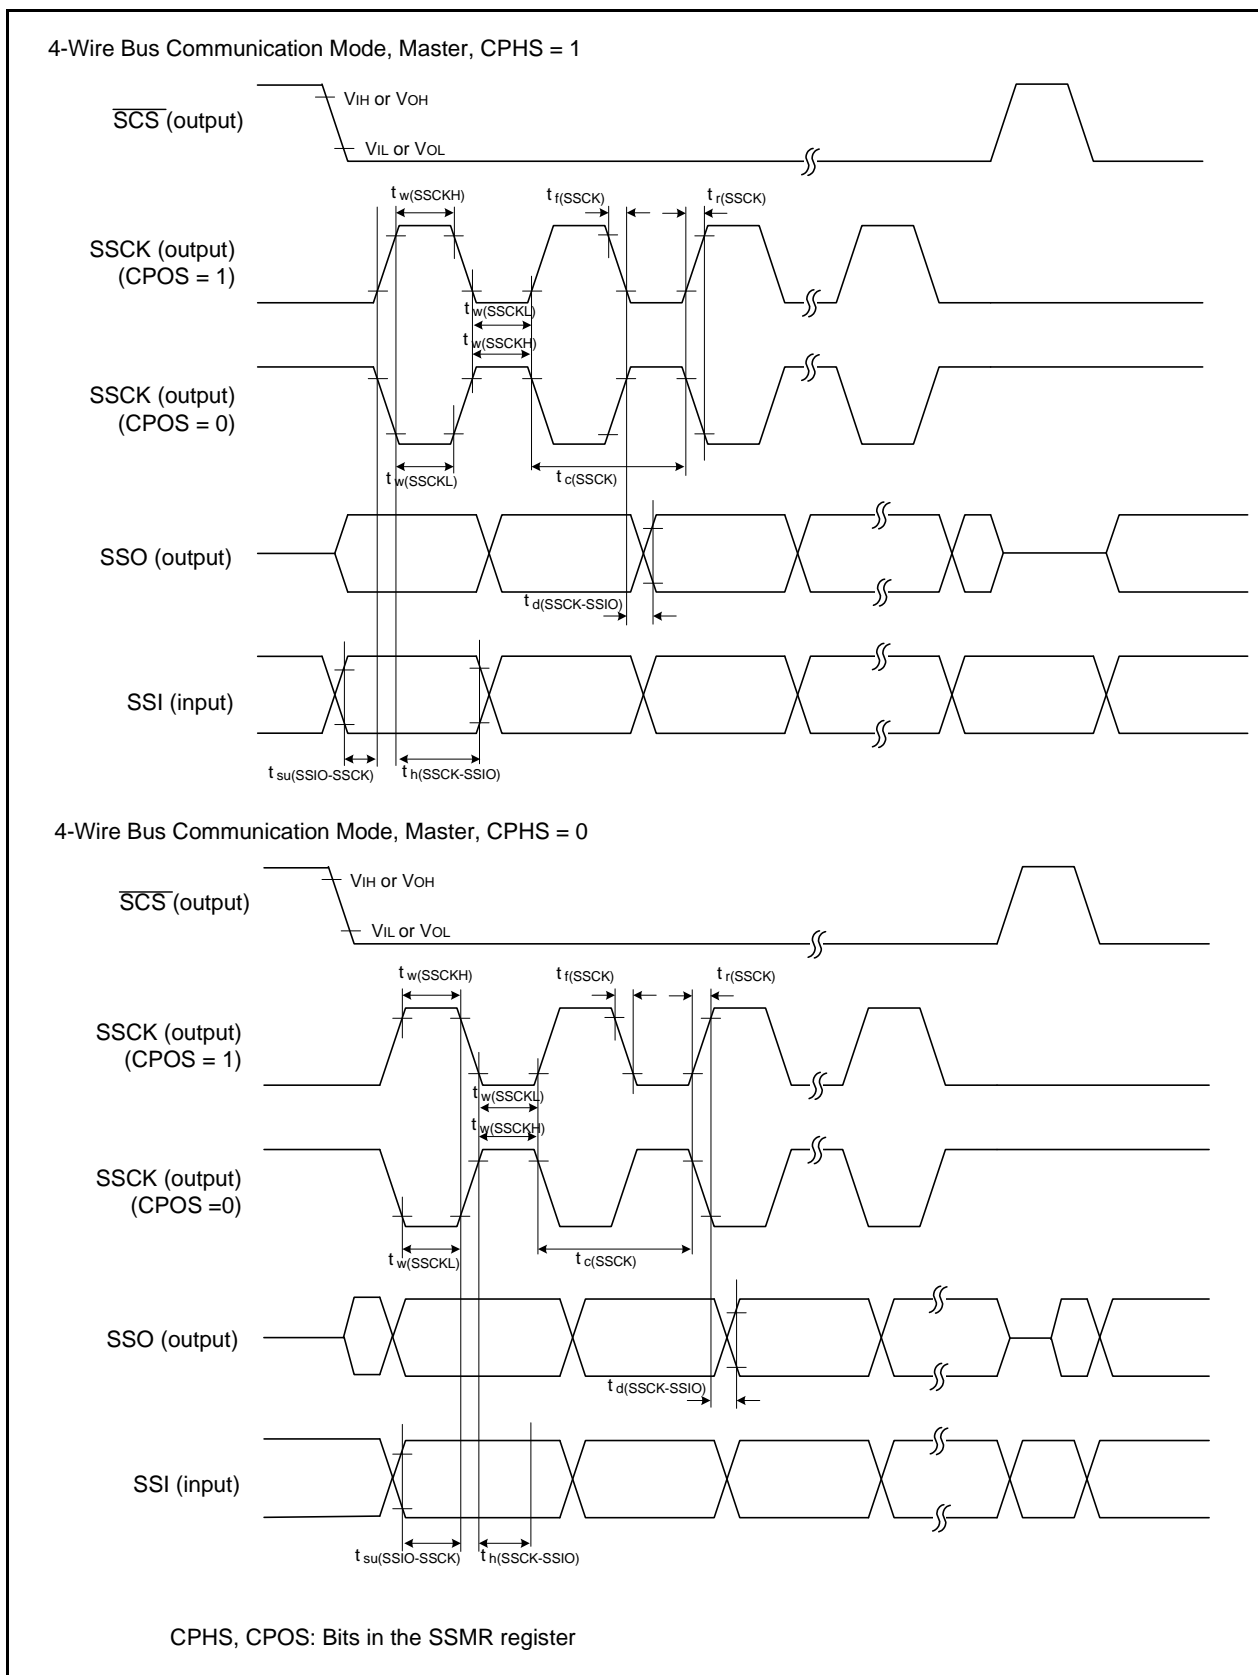 4-Wire Bus Communication Mode, Master, CPHS = 1
SCS (output)
VIH or VOH
VIL or VOL
tw(SSCKH)
tf(SSCK)
tr(SSCK)
SSCK (output)
(CPOS = 1)
tw(SSCKL)
tw(SSCKH)
SSCK (output)
(CPOS = 0)
tw(SSCKL)
tc(SSCK)
SSO (output)
td(SSCK-SSIO)
SSI (input)
tsu(SSIO-SSCK)
th(SSCK-SSIO)
4-Wire Bus Communication Mode, Master, CPHS = 0
SCS (output)
VIH or VOH
VIL or VOL
tw(SSCKH)
tf(SSCK)
tr(SSCK)
SSCK (output)
(CPOS = 1)
tw(SSCKL)
tw(SSCKH)
SSCK (output)
(CPOS =0)
tw(SSCKL)
tc(SSCK)
SSO (output)
td(SSCK-SSIO)
SSI (input)
tsu(SSIO-SSCK)
th(SSCK-SSIO)
CPHS, CPOS: Bits in the SSMR register